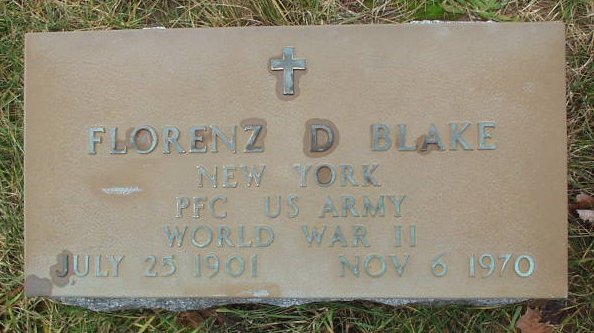 FLORENZ D BLAKE
NEW YORK
PFC US ARMY
WORLD WAR II
JULY 25 1901 NOV 6 1970